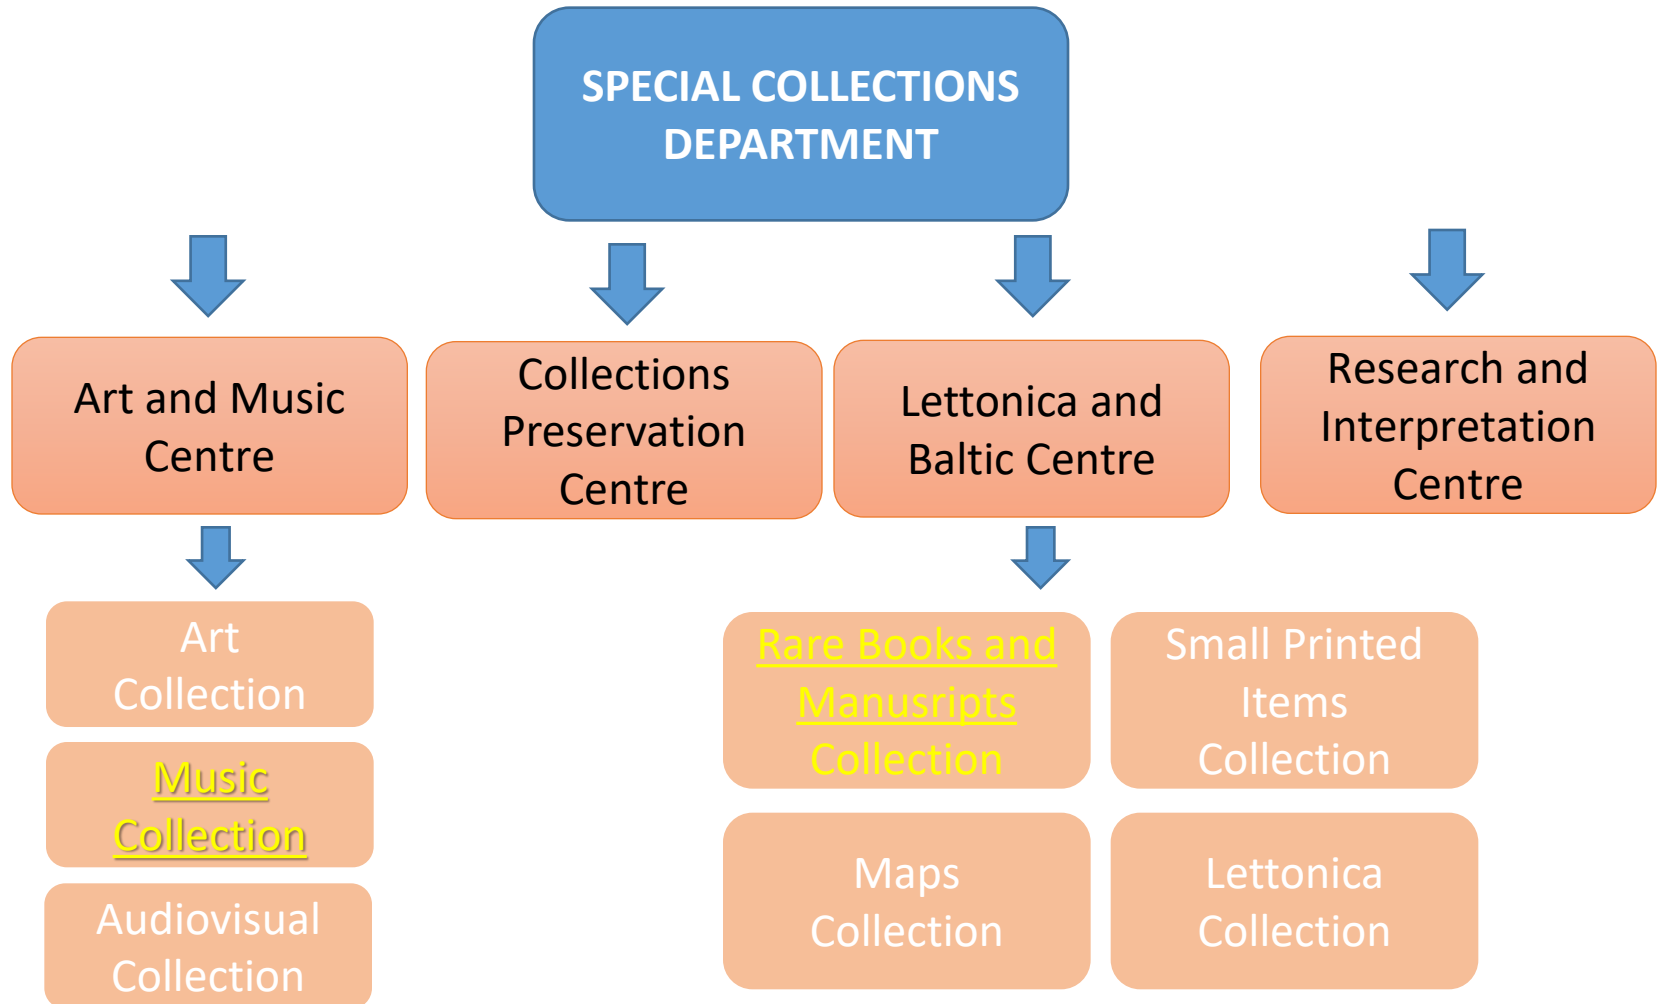 SPECIAL COLLECTIONS
DEPARTMENT
Art and Music
Centre
Collections
Preservation
Centre
Lettonica and
Baltic Centre
Research and
Interpretation
Centre
Art
Collection
Music
Collection
Audiovisual
Collection
Rare Books and
Manusripts
Collection
Small Printed
Items
Collection
Maps
Collection
Lettonica
Collection